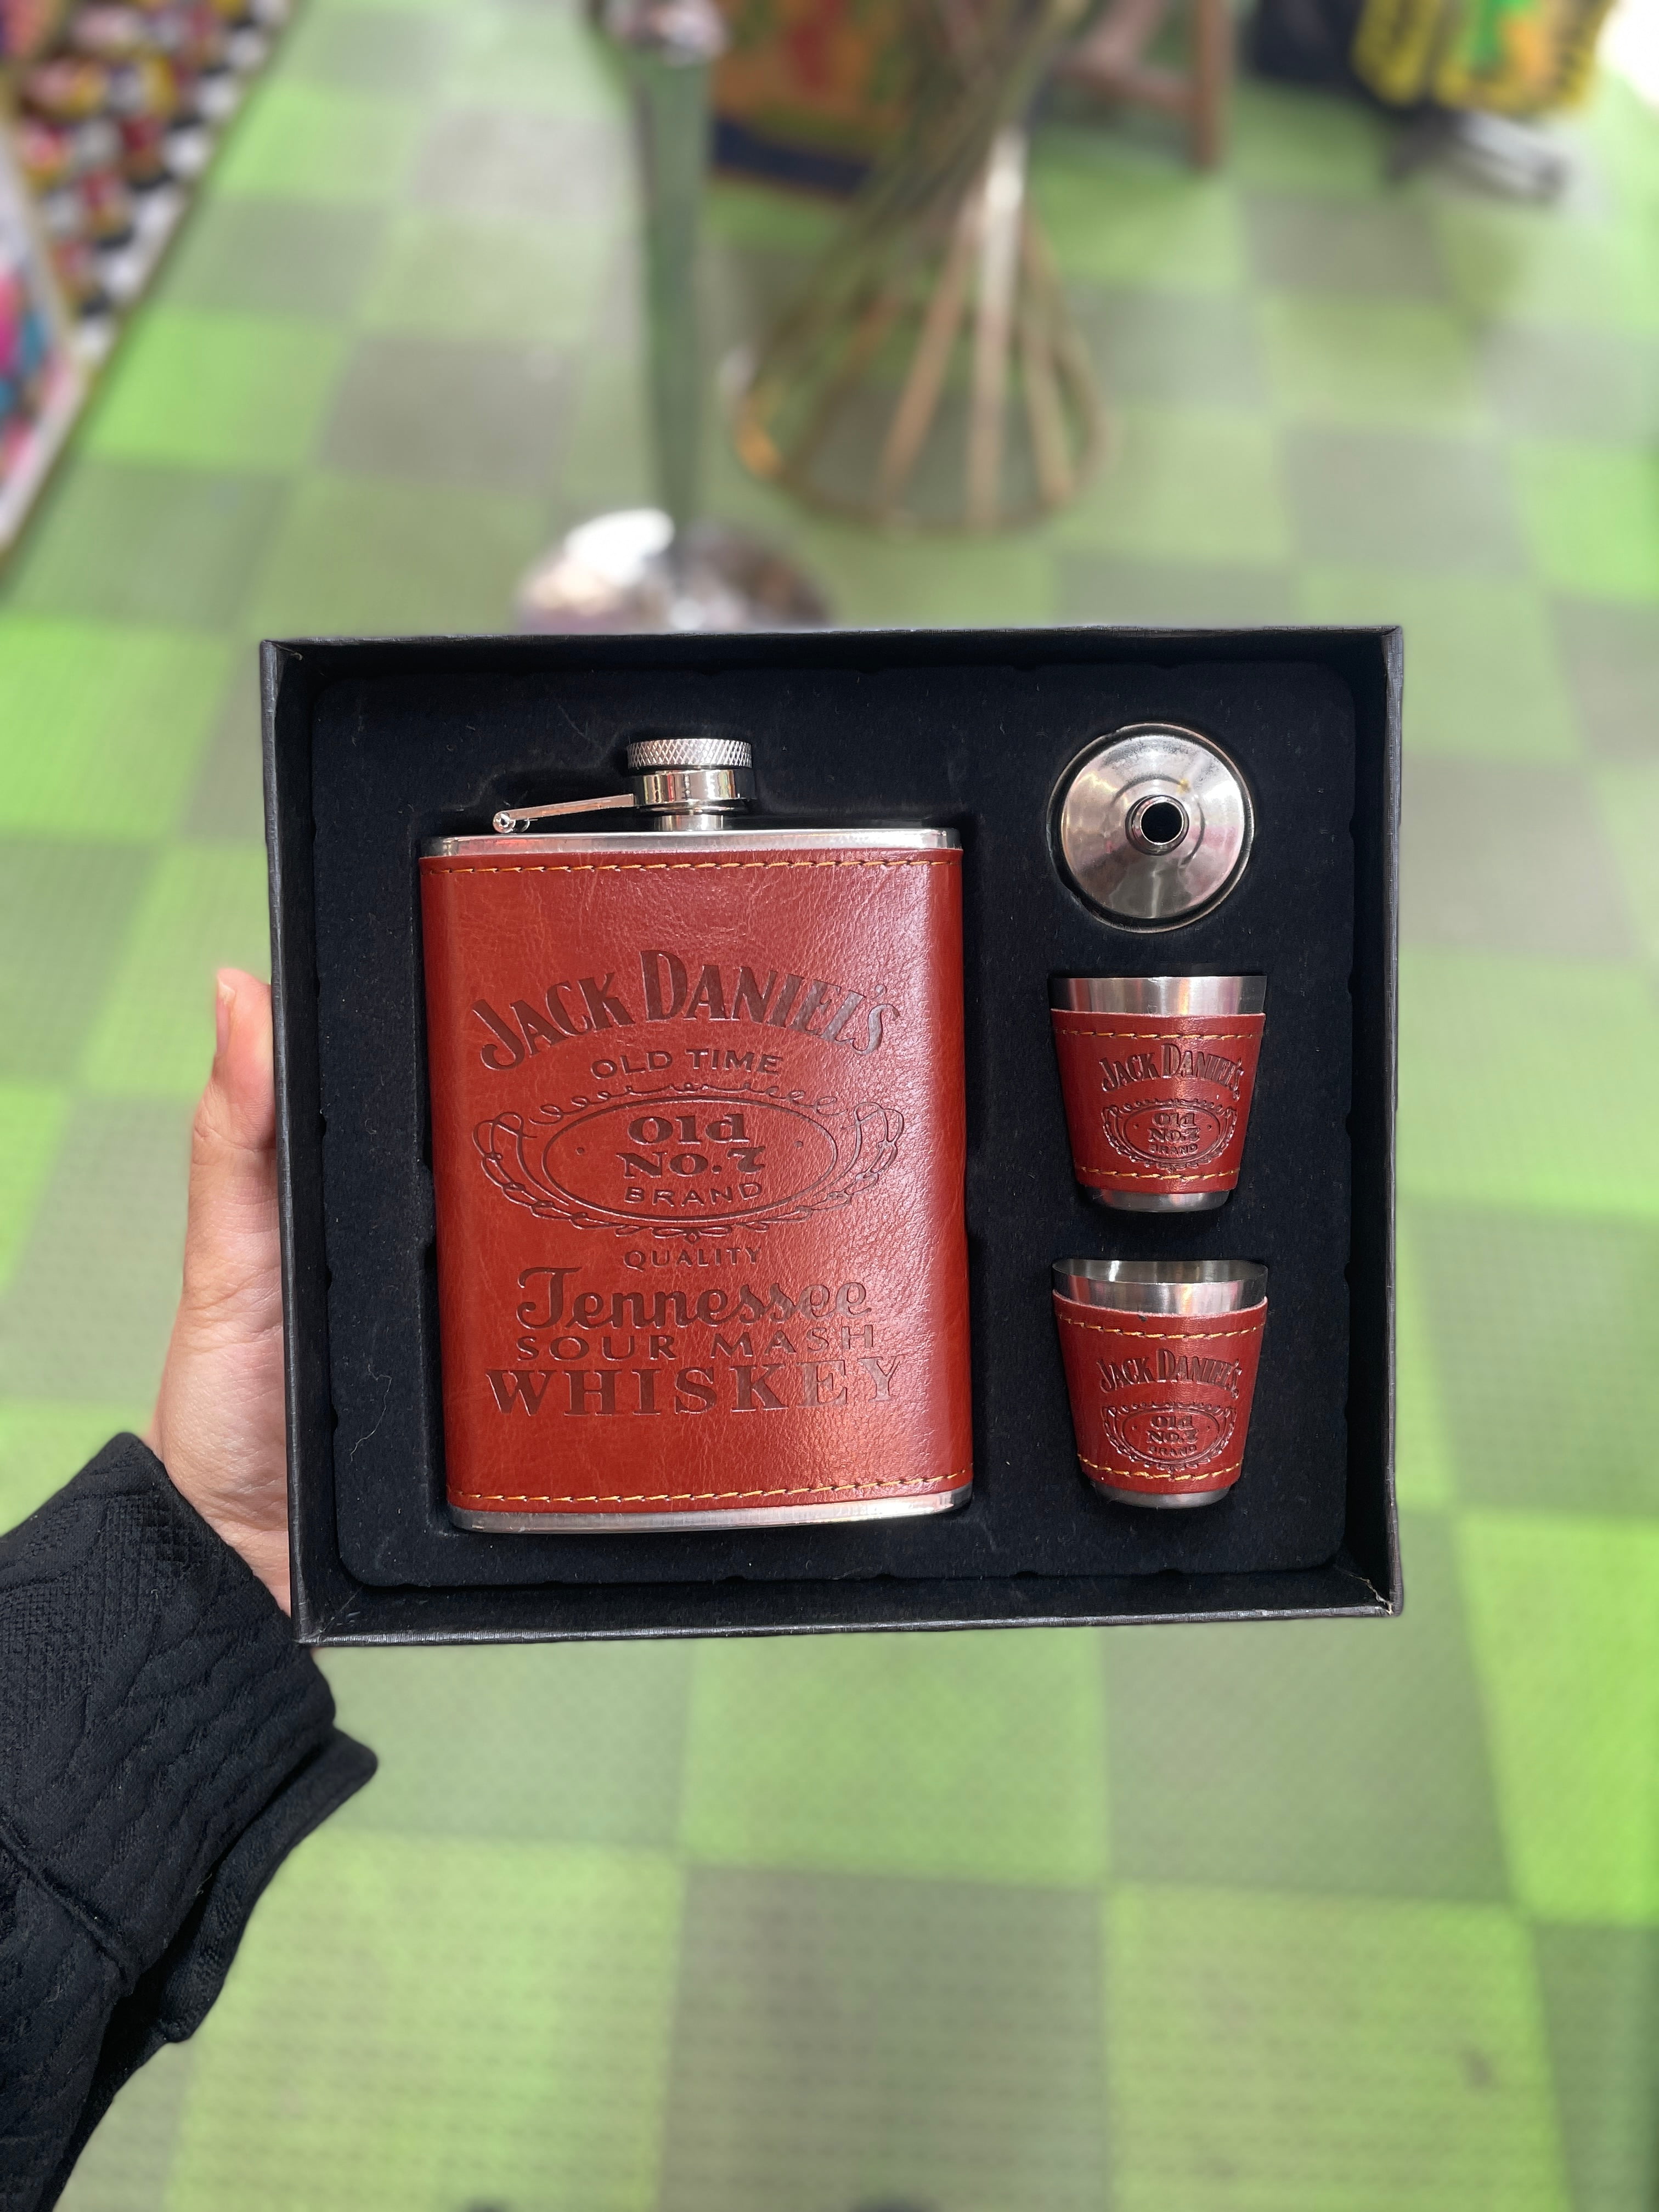 JACK DANIEL'S
OLD TIME
Old
No.7
BRAND
QUALITY
Tennessee
SOUR MASH
WHISKEY
JACK DANIEL'S
Old
No.7
BRAND
JACK DANIEL'S
Old
No.7
BRAND